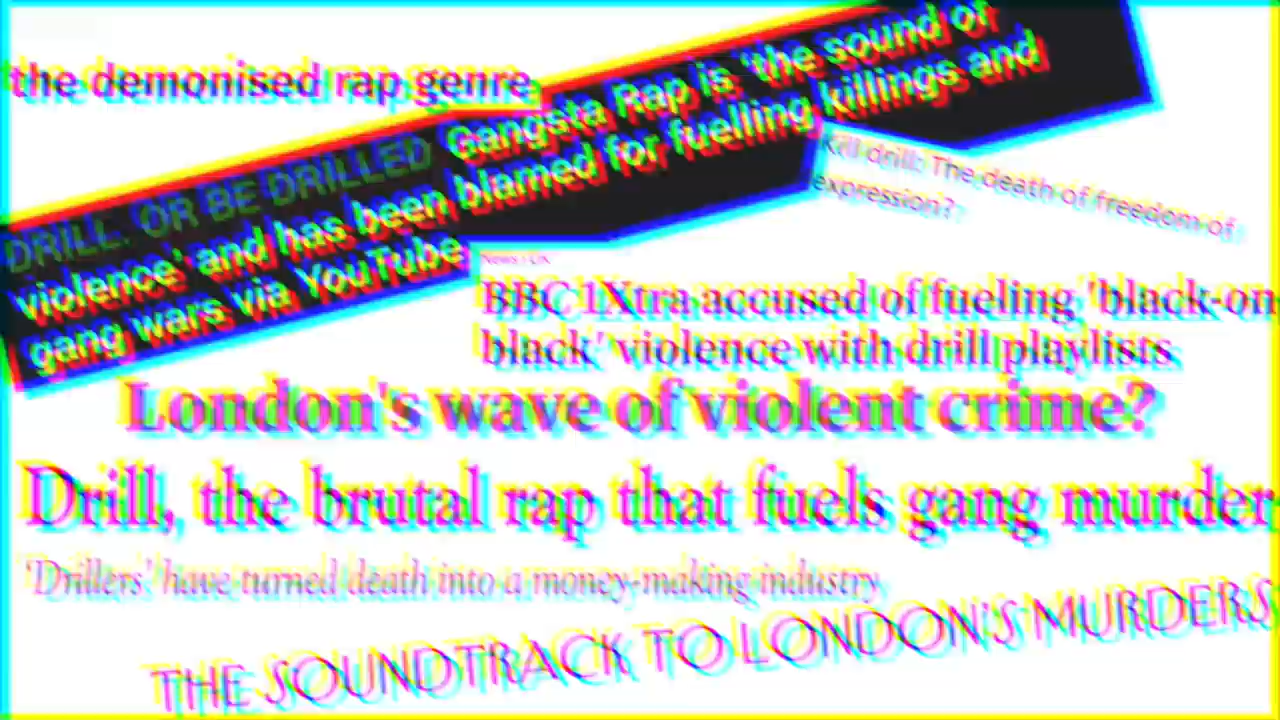 the demonised rap genre
DRILL. OR BE DRILLED Gangsta Rap is 'the sound of
violence' and has been blamed for fuelling killings and
gang wars via YouTube
Kill drill: The death of freedom of
expression?
News / UK
BBC 1Xtra accused of fueling 'black-on
black' violence with drill playlists
London's wave of violent crime?
Drill, the brutal rap that fuels gang murder
'Drillers' have turned death into a money-making industry
THE SOUNDTRACK TO LONDON'S MURDERS